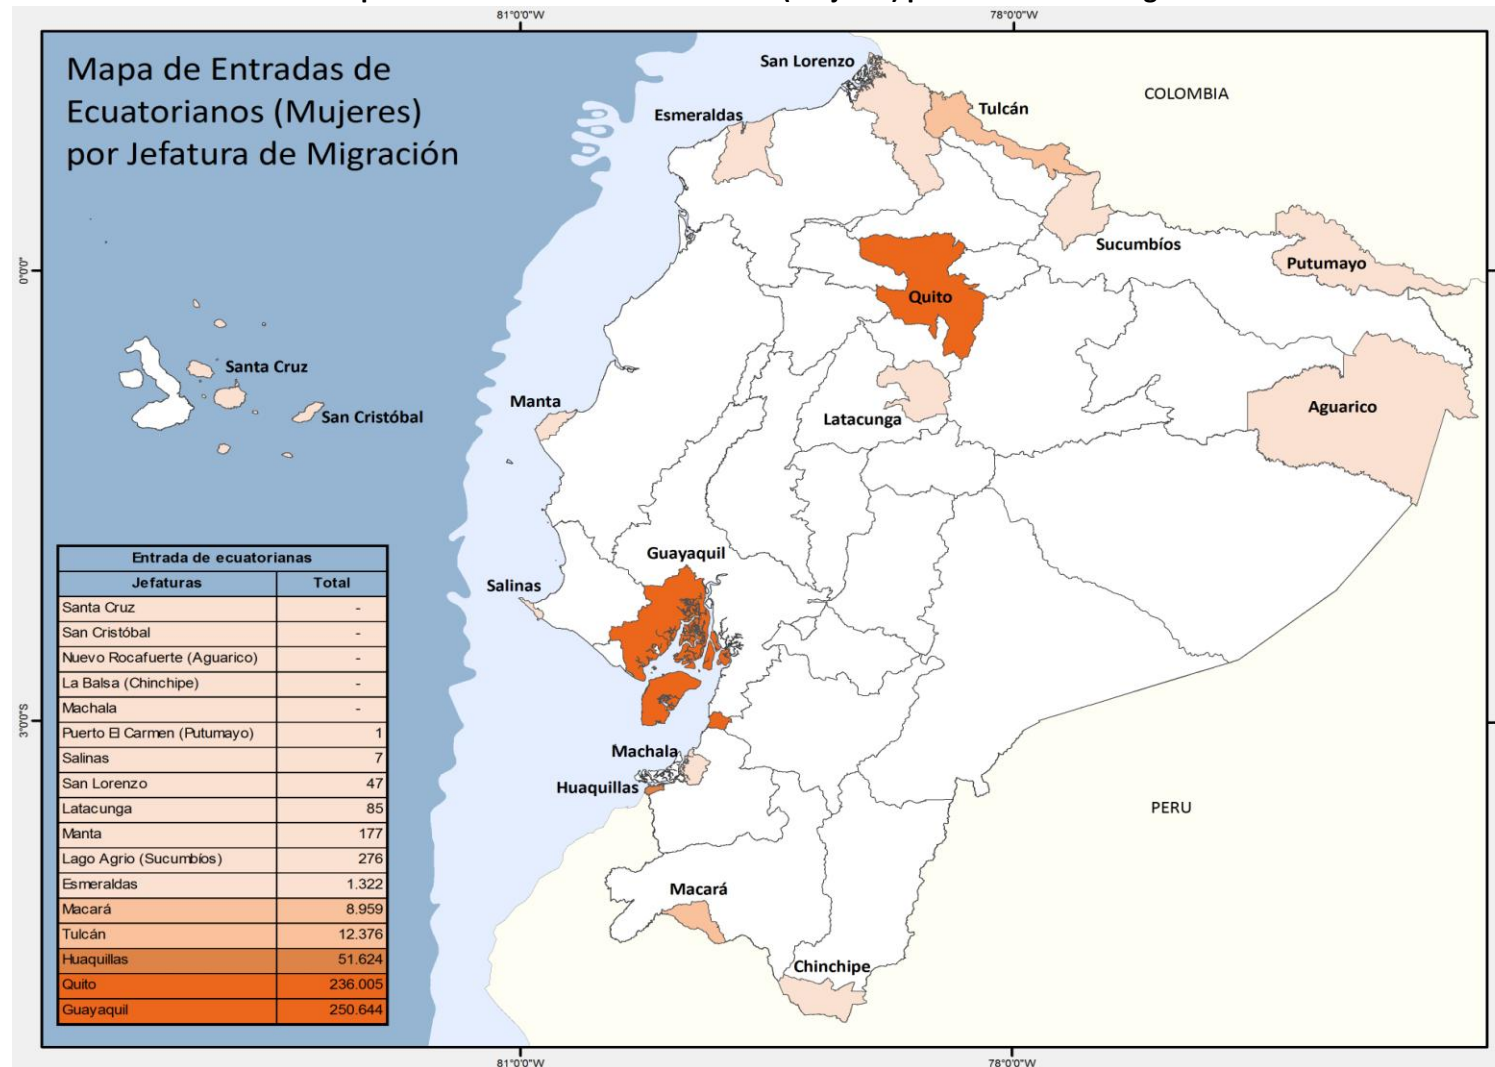 81°0'0"W
78°0'0"W
Mapa de Entradas de
Ecuatorianos (Mujeres)
por Jefatura de Migración
San Lorenzo
COLOMBIA
Tulcán
Esmeraldas
Sucumbíos
Putumayo
0°0'0"
Quito
Santa Cruz
San Cristóbal
Manta
Latacunga
Aguarico
Guayaquil
Salinas
Entrada de ecuatorianas
Jefaturas Total
Santa Cruz -
San Cristóbal -
Nuevo Rocafuerte (Aguarico) -
La Balsa (Chinchipe) -
Machala -
Puerto El Carmen (Putumayo) 1
Salinas 7
San Lorenzo 47
Latacunga 85
Manta 177
Lago Agrio (Sucumbíos) 276
Esmeraldas 1.322
Macará 8.959
Tulcán 12.376
Huaquillas 51.624
Quito 236.005
Guayaquil 250.644
3°0'0"S
Machala
Huaquillas
PERU
Macará
Chinchipe
81°0'0"W
78°0'0"W